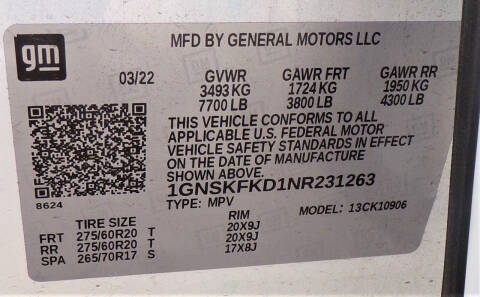 gm
MFD BY GENERAL MOTORS LLC
03/22 GVWR GAWR FRT GAWR RR
3493 KG 1724 KG 1950 KG
7700 LB 3800 LB 4300 LB
THIS VEHICLE CONFORMS TO ALL
APPLICABLE U.S. FEDERAL MOTOR
VEHICLE SAFETY STANDARDS IN EFFECT
ON THE DATE OF MANUFACTURE
SHOWN ABOVE.
1GNSKFKD1NR231263
8624
TYPE: MPV MODEL: 13CK10906
TIRE SIZE RIM
FRT 275/60R20 T 20X9J
RR 275/60R20 T 20X9J
SPA 265/70R17 S 17X8J